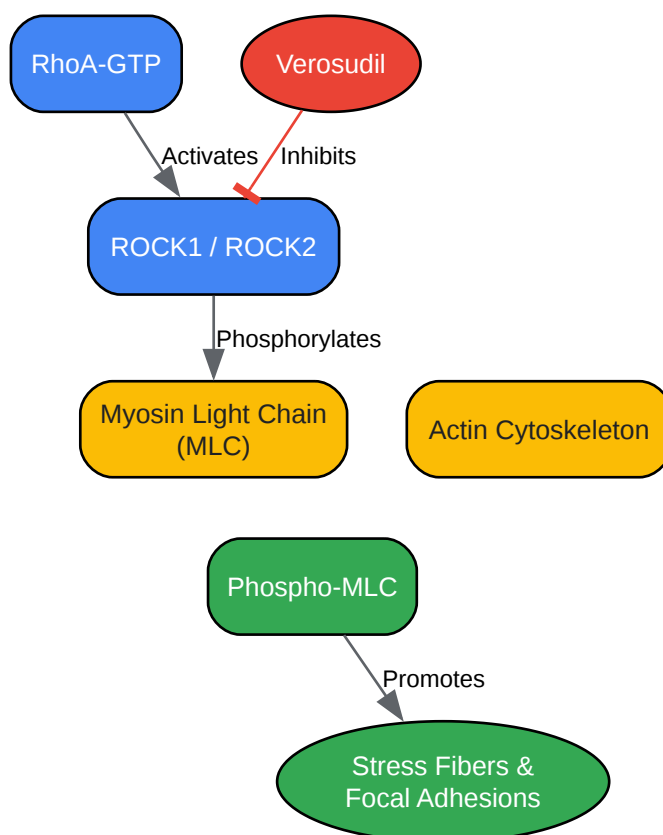 RhoA-GTP
Verosudil
Activates
Inhibits
ROCK1 / ROCK2
Phosphorylates
Myosin Light Chain
(MLC)
Actin Cytoskeleton
Phospho-MLC
Promotes
Stress Fibers &
Focal Adhesions